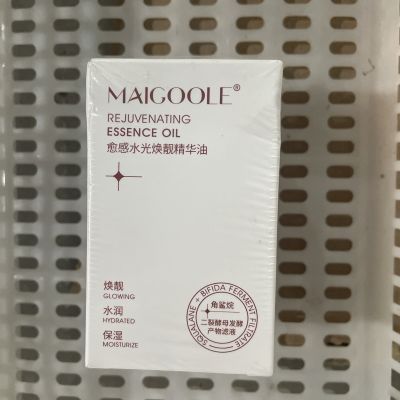 MAIGOOLE®
REJUVENATING
ESSENCE OIL
愈感水光焕靓精华油
焕靓
GLOWING
水润
HYDRATED
保湿
MOISTURIZE
SQUALANE + BIFIDA FERMENT FILTRATE
角鲨烷
二裂酵母发酵
产物滤液